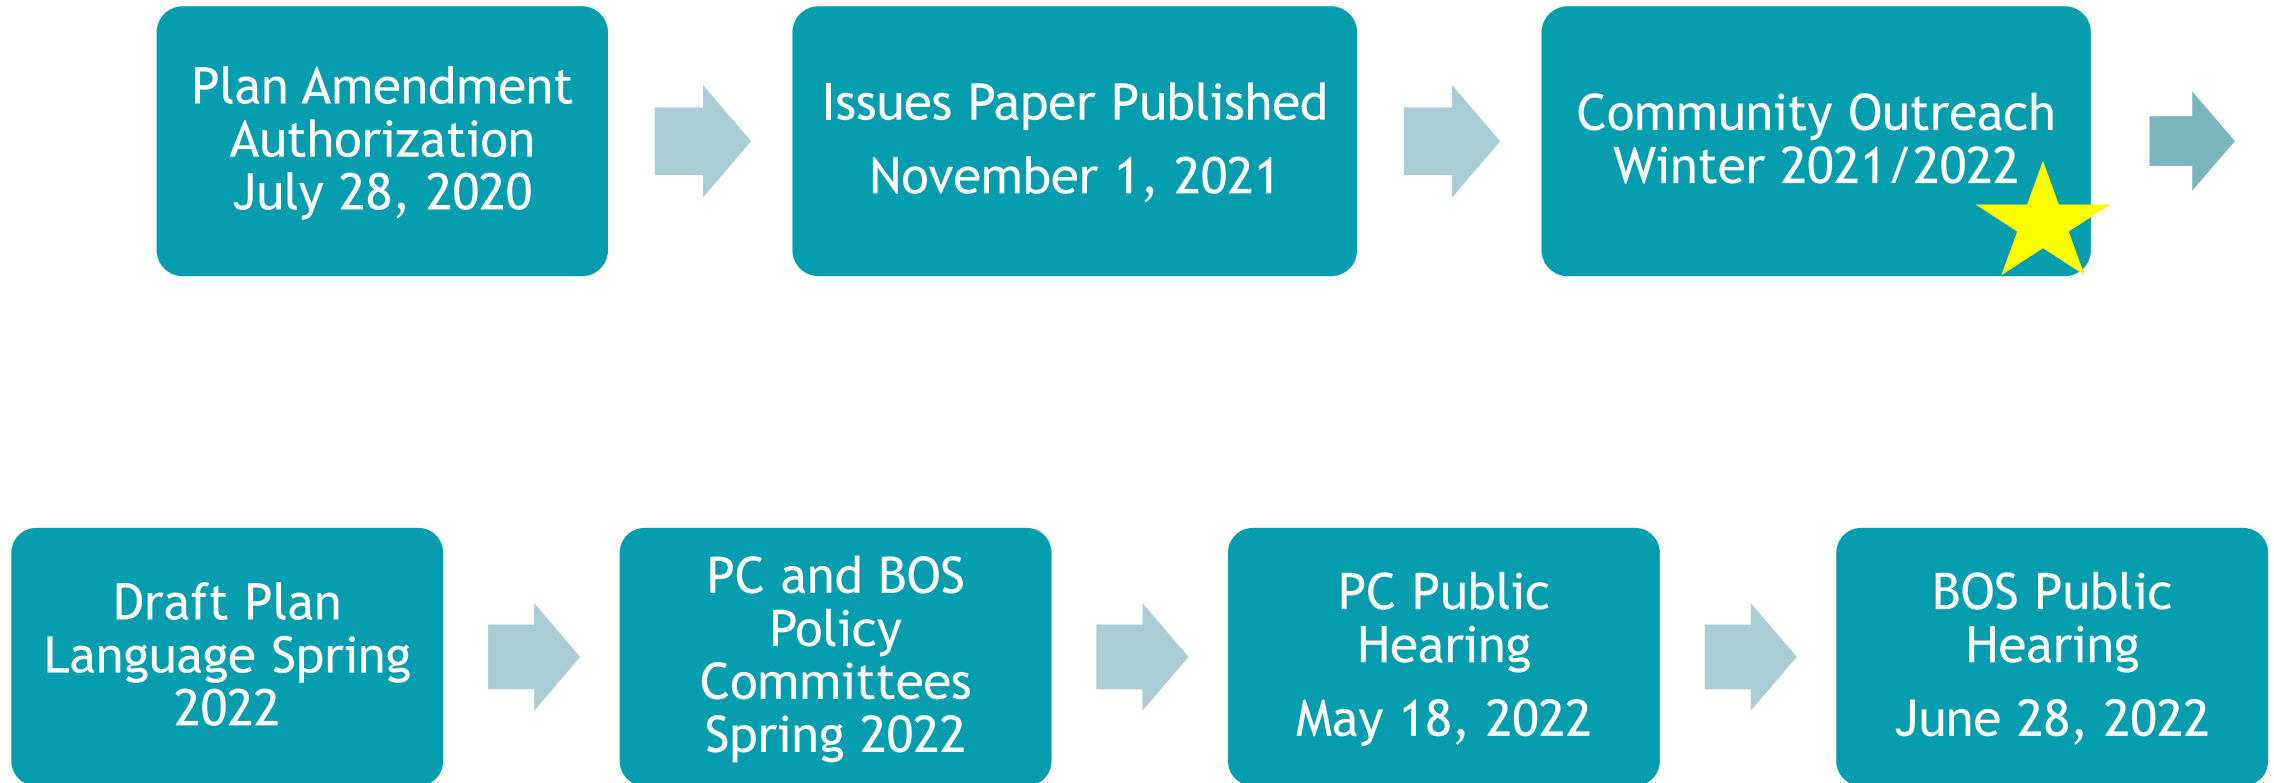 Plan Amendment
Authorization
July 28, 2020
Issues Paper Published
November 1, 2021
Community Outreach
Winter 2021/2022
Draft Plan
Language Spring
2022
PC and BOS
Policy
Committees
Spring 2022
PC Public
Hearing
May 18, 2022
BOS Public
Hearing
June 28, 2022